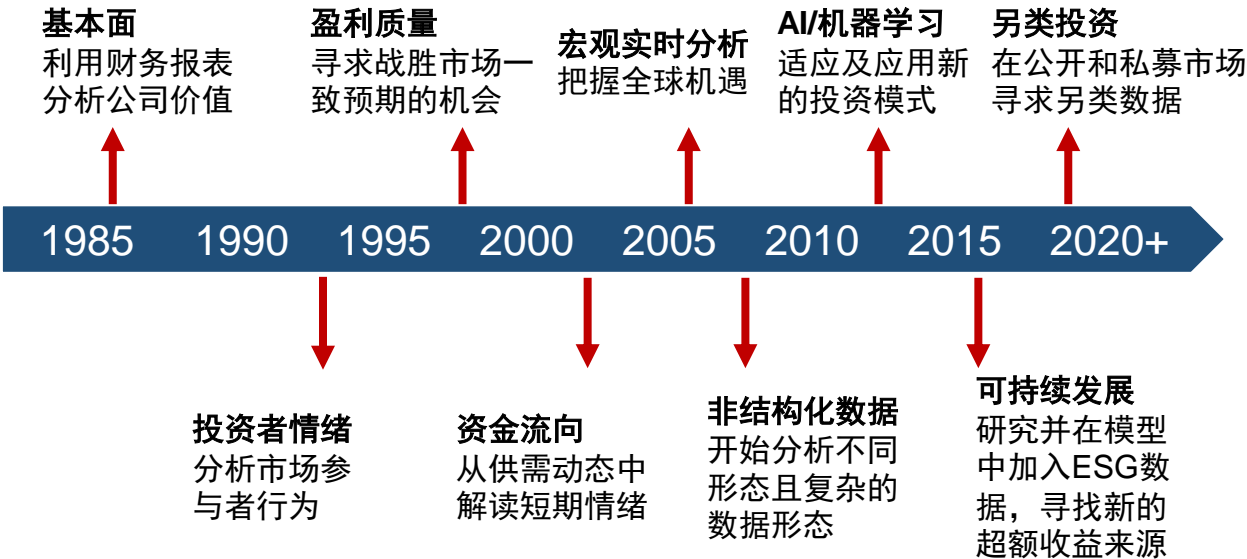 基本面
利用财务报表
分析公司价值
盈利质量
寻求战胜市场一
致预期的机会
宏观实时分析
把握全球机遇
AI/机器学习
适应及应用新
的投资模式
另类投资
在公开和私募市场
寻求另类数据
1985 1990 1995 2000 2005 2010 2015 2020+
投资者情绪
分析市场参
与者行为
资金流向
从供需动态中
解读短期情绪
非结构化数据
开始分析不同
形态且复杂的
数据形态
可持续发展
研究并在模型
中加入ESG数
据，寻找新的
超额收益来源